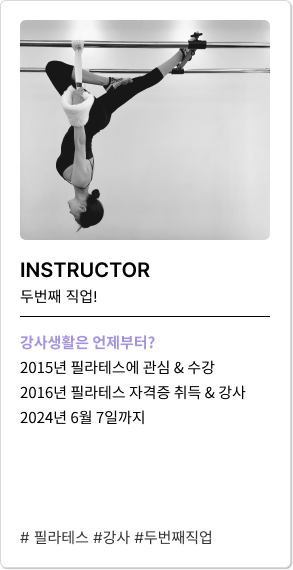 INSTRUCTOR
두번째 직업!
강사생활은 언제부터?
2015년 필라테스에 관심 & 수강
2016년 필라테스 자격증 취득 & 강사
2024년 6월 7일까지
# 필라테스 #강사 #두번째직업